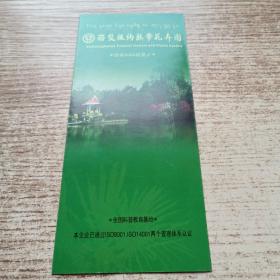 西双版纳热带花卉园
Xishuangbanna Tropical Flowers and Plants Garden
★全国科普教育基地★
本企业已通过ISO9001,ISO14001两个管理体系认证